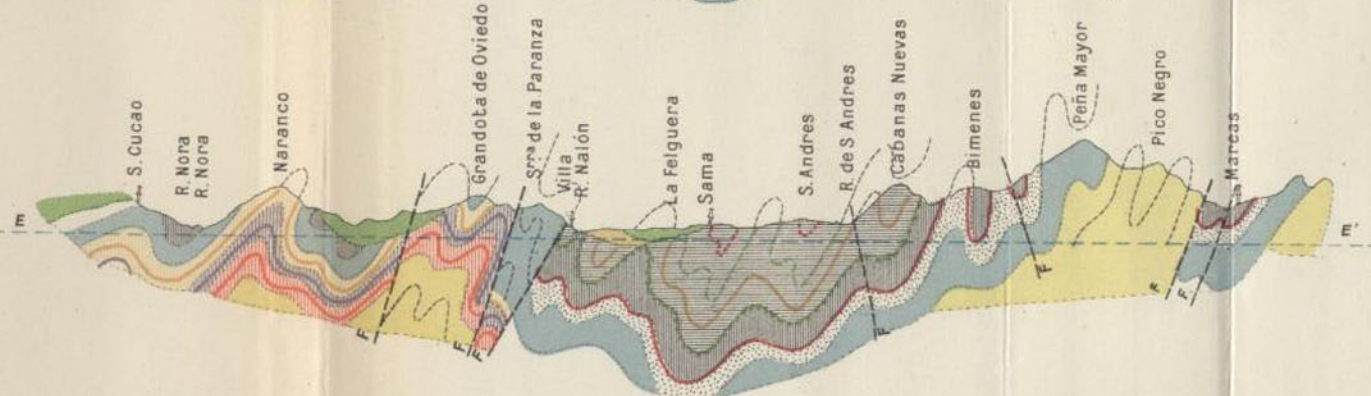 E
S. Cucao
R. Nora
R. Nora
Naranco
Grandota de Oviedo
Srra de la Paranza
Villa
R. Nalón
La Felguera
Sama
S. Andres
R. de S Andres
Cabanas Nuevas
Bimenes
Peña Mayor
Pico Negro
Mareas
E'
F
F
F
F
F
F
F